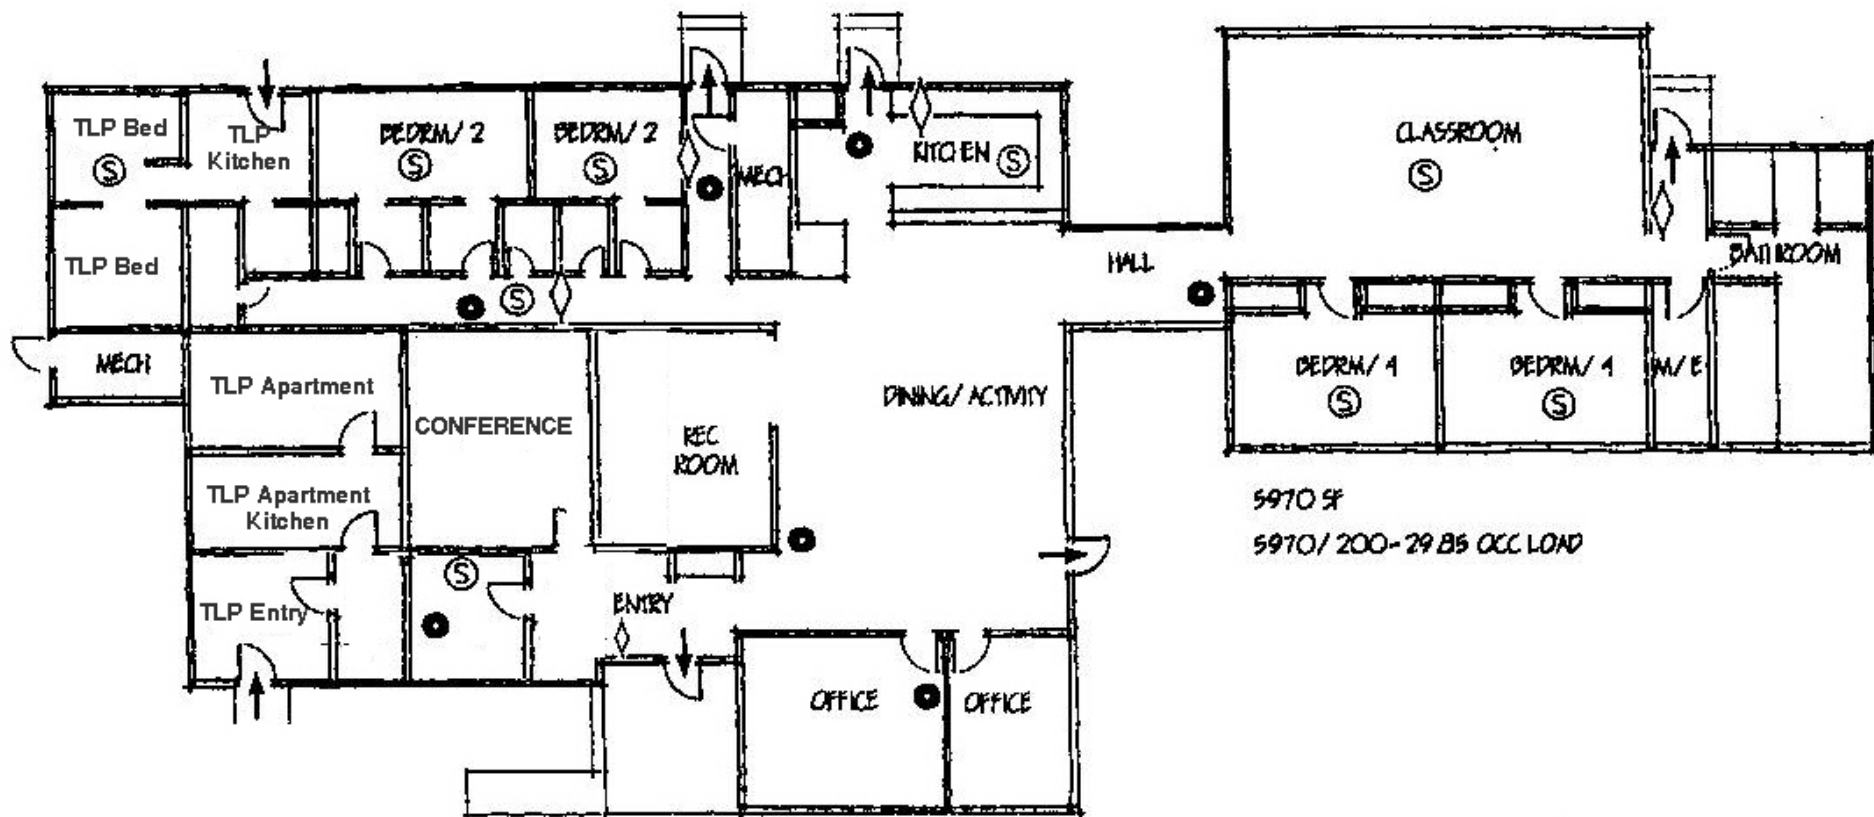 TLP Bed
S
TLP
Kitchen
BEDRM/ 2
S
BEDRM/ 2
S
MECH
KITCHEN
S
CLASSROOM
S
TLP Bed
S
HALL
BATHROOM
MECH
TLP Apartment
CONFERENCE
REC
ROOM
DINING/ ACTIVITY
BEDRM/ 4
S
BEDRM/ 4
S
M/E
TLP Apartment
Kitchen
5970 SF
5970/ 200-29.85 OCC LOAD
S
TLP Entry
ENTRY
OFFICE
OFFICE